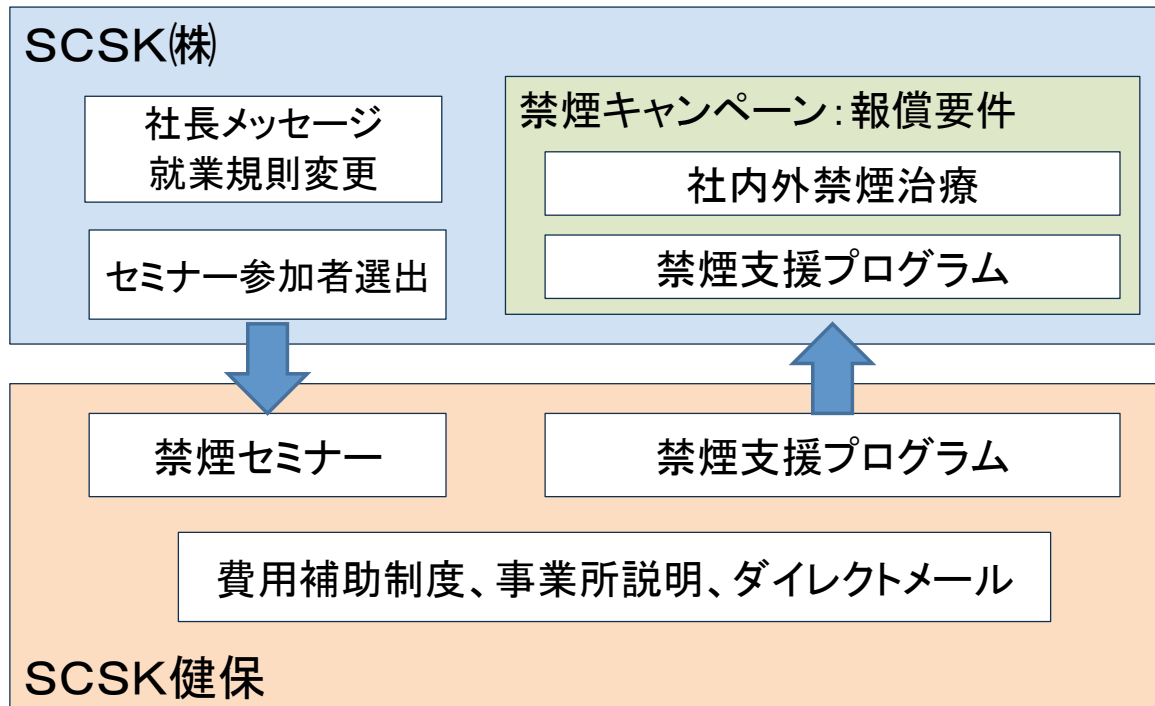 SCSK㈱
社長メッセージ
就業規則変更
セミナー参加者選出
禁煙キャンペーン：報償要件
社内外禁煙治療
禁煙支援プログラム
禁煙セミナー
禁煙支援プログラム
費用補助制度、事業所説明、ダイレクトメール
SCSK健保